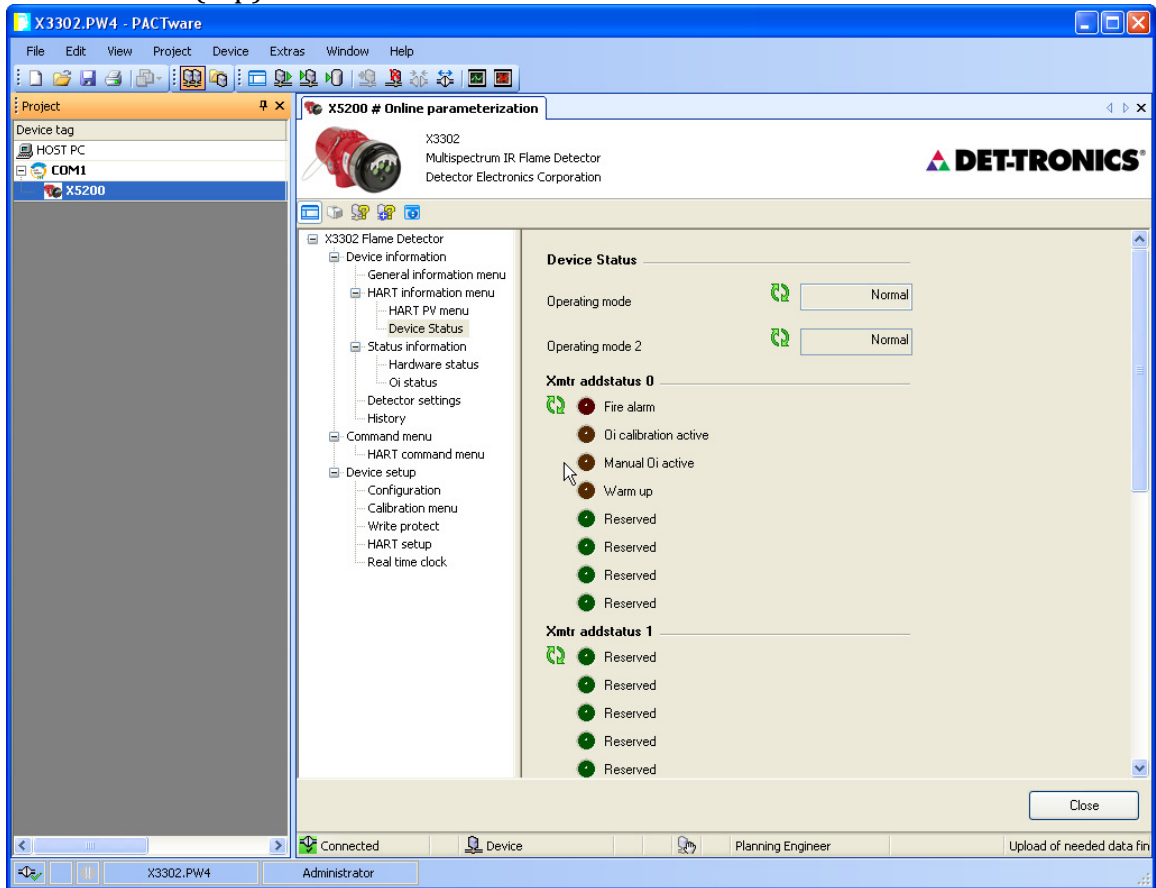 X3302.PW4 - PACTware
File Edit View Project Device Extras Window Help
Project
Device tag
HOST PC
COM1
X5200
X5200 # Online parameterization
X3302
Multispectrum IR Flame Detector
Detector Electronics Corporation
DET-TRONICS®
X3302 Flame Detector
Device information
General information menu
HART information menu
HART PV menu
Device Status
Status information
Hardware status
Oi status
Detector settings
History
Command menu
HART command menu
Device setup
Configuration
Calibration menu
Write protect
HART setup
Real time clock
Device Status
Operating mode Normal
Operating mode 2 Normal
Xmtr addstatus 0
Fire alarm
Oi calibration active
Manual Oi active
Warm up
Reserved
Reserved
Reserved
Reserved
Xmtr addstatus 1
Reserved
Reserved
Reserved
Reserved
Reserved
Close
Connected Device Planning Engineer Upload of needed data fin
X3302.PW4 Administrator